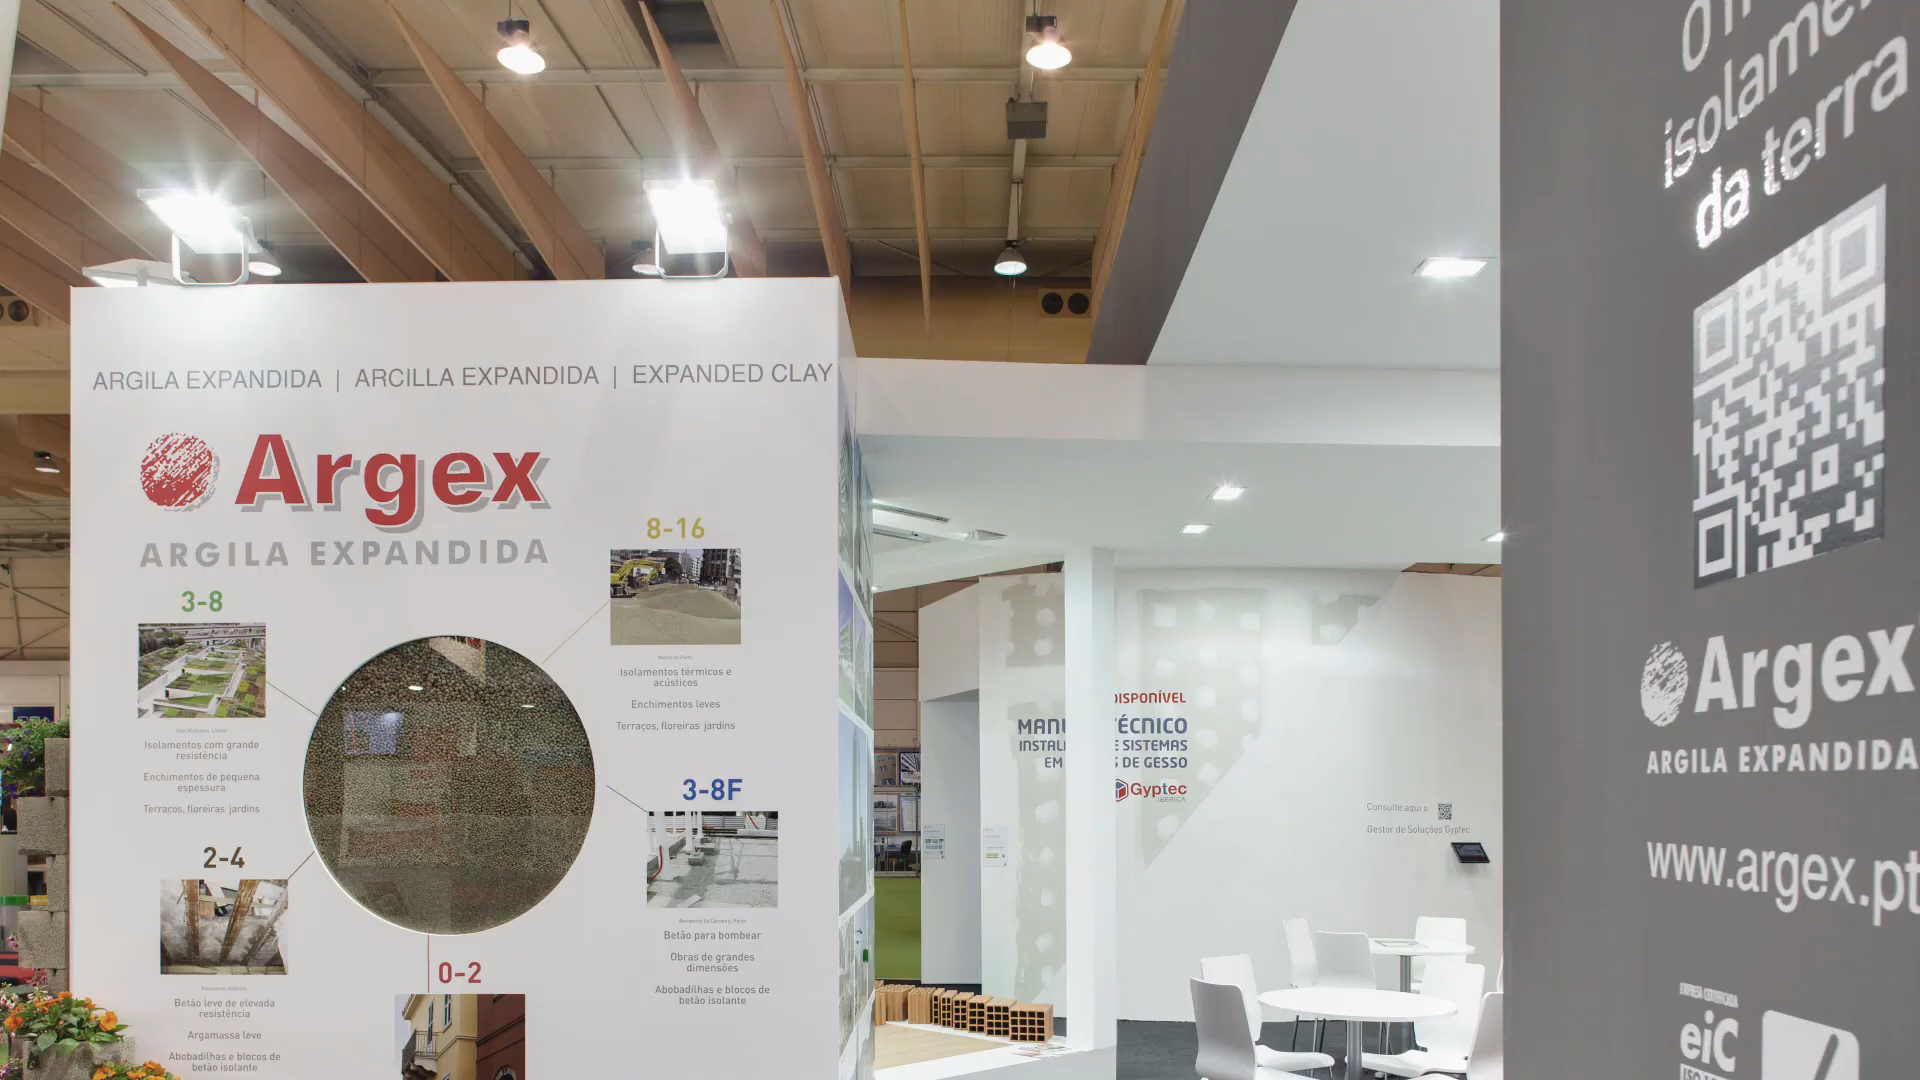 ARGILA EXPANDIDA | ARCILLA EXPANDIDA | EXPANDED CLAY
Argex
ARGILA EXPANDIDA
8-16
Isolamentos térmicos e
acústicos
Enchimentos leves
Terraços, floreiras jardins
3-8
Isolamentos com grande
resistência
Enchimentos de pequena
espessura
Terraços, floreiras jardins
3-8F
Betão para bombear
Obras de grandes
dimensões
Abobadilhas e blocos de
betão isolante
2-4
Betão leve de elevada
resistência
Argamassa leve
Abobadilhas e blocos de
betão isolante
0-2
DISPONÍVEL
MANU ÉCNICO
INSTAL E SISTEMAS
EM S DE GESSO
Gyptec
IBÉRICA
Consulte aqui o
Gestor de Soluções Gyptec
isolame
da terra
Argex
ARGILA EXPANDIDA
www.argex.pt
EMPRESA CERTIFICADA
eiC